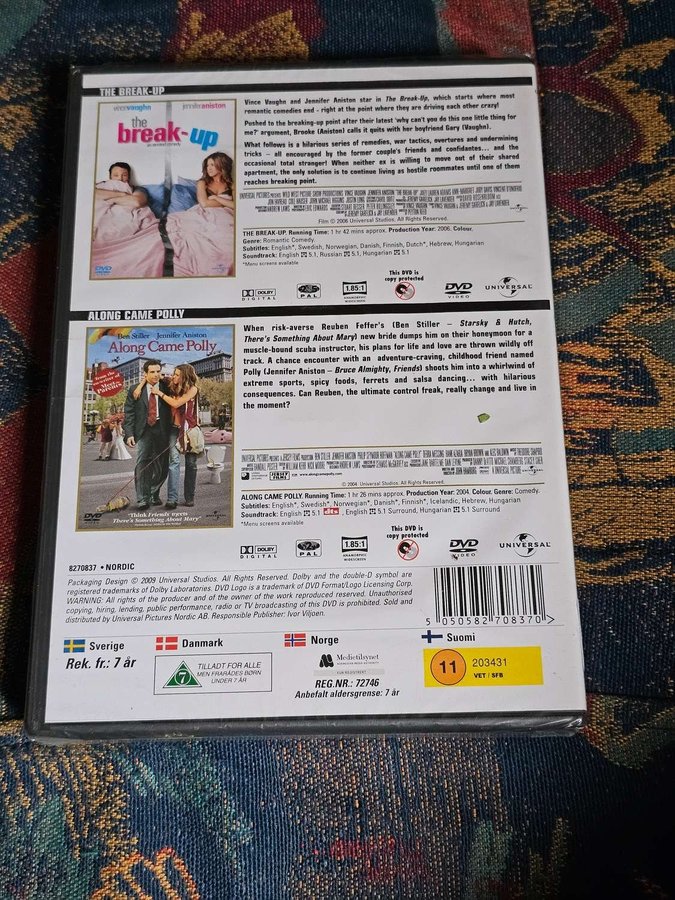 THE BREAK-UP
vincevaughn jenniferaniston
the
break-up
Vince Vaughn and Jennifer Aniston star in The Break-Up, which starts where most
romantic comedies end - right at the point where they are driving each other crazy!
Pushed to the breaking-up point after their latest 'why can't you do this one little thing for
me?' argument, Brooke (Aniston) calls it quits with her boyfriend Gary (Vaughn).
What follows is a hilarious series of remedies, war tactics, overtures and undermining
tricks – all encouraged by the former couple's friends and confidantes... and the
occasional total stranger! When neither ex is willing to move out of their shared
apartment, the only solution is to continue living as hostile roommates until one of them
reaches breaking point.
Film © 2006 Universal Studios. All Rights Reserved.
THE BREAK-UP. Running Time: 1 hr 42 mins approx. Production Year: 2006. Colour.
Genre: Romantic Comedy.
Subtitles: English*, Swedish, Norwegian, Danish, Finnish, Dutch*, Hebrew, Hungarian
Soundtrack: English 5.1, Russian 5.1, Hungarian 5.1
*Menu screens available
DVD
VIDEO
DOLBY
DIGITAL
PAL
1.85:1
ANAMORPHIC
WIDESCREEN
This DVD is
copy protected
DVD
VIDEO
UNIVERSAL
ALONG CAME POLLY
Ben Stiller Jennifer Aniston
Along Came Polly
Meet the
Parents
"Think Friends meets
There's Something About Mary"
DVD
When risk-averse Reuben Feffer's (Ben Stiller – Starsky & Hutch,
There's Something About Mary) new bride dumps him on their honeymoon for a
muscle-bound scuba instructor, his plans for life and love are thrown wildly off
track. A chance encounter with an adventure-craving, childhood friend named
Polly (Jennifer Aniston – Bruce Almighty, Friends) shoots him into a whirlwind of
extreme sports, spicy foods, ferrets and salsa dancing... with hilarious
consequences. Can Reuben, the ultimate control freak, really change and live in
the moment?
© 2004 Universal Studios. All Rights Reserved.
ALONG CAME POLLY. Running Time: 1 hr 26 mins approx. Production Year: 2004. Colour. Genre: Comedy.
Subtitles: English*, Swedish*, Norwegian*, Danish*, Finnish*, Icelandic, Hebrew, Hungarian
Soundtrack: English 5.1 dts, English Surround, Hungarian 5.1 Surround
*Menu screens available
DOLBY
DIGITAL
PAL
1.85:1
ANAMORPHIC
WIDESCREEN
This DVD is
copy protected
DVD
VIDEO
UNIVERSAL
8270837 • NORDIC
Packaging Design © 2009 Universal Studios. All Rights Reserved. Dolby and the double-D symbol are
registered trademarks of Dolby Laboratories. DVD Logo is a trademark of DVD Format/Logo Licensing Corp.
WARNING: All rights of the producer and of the owner of the work reproduced reserved. Unauthorised
copying, hiring, lending, public performance, radio or TV broadcasting of this DVD is prohibited. Sold and
distributed by Universal Pictures Nordic AB. Responsible Publisher: Ivor Viljoen.
5 050582 708370 >
Sverige
Rek. fr.: 7 år
Danmark
7
TILLADT FOR ALLE
MEN FRARÅDES BØRN
UNDER 7 ÅR
Norge
Medietilsynet
REG.NR.: 72746
Anbefalt aldersgrense: 7 år
Suomi
11
203431
VET / SFB